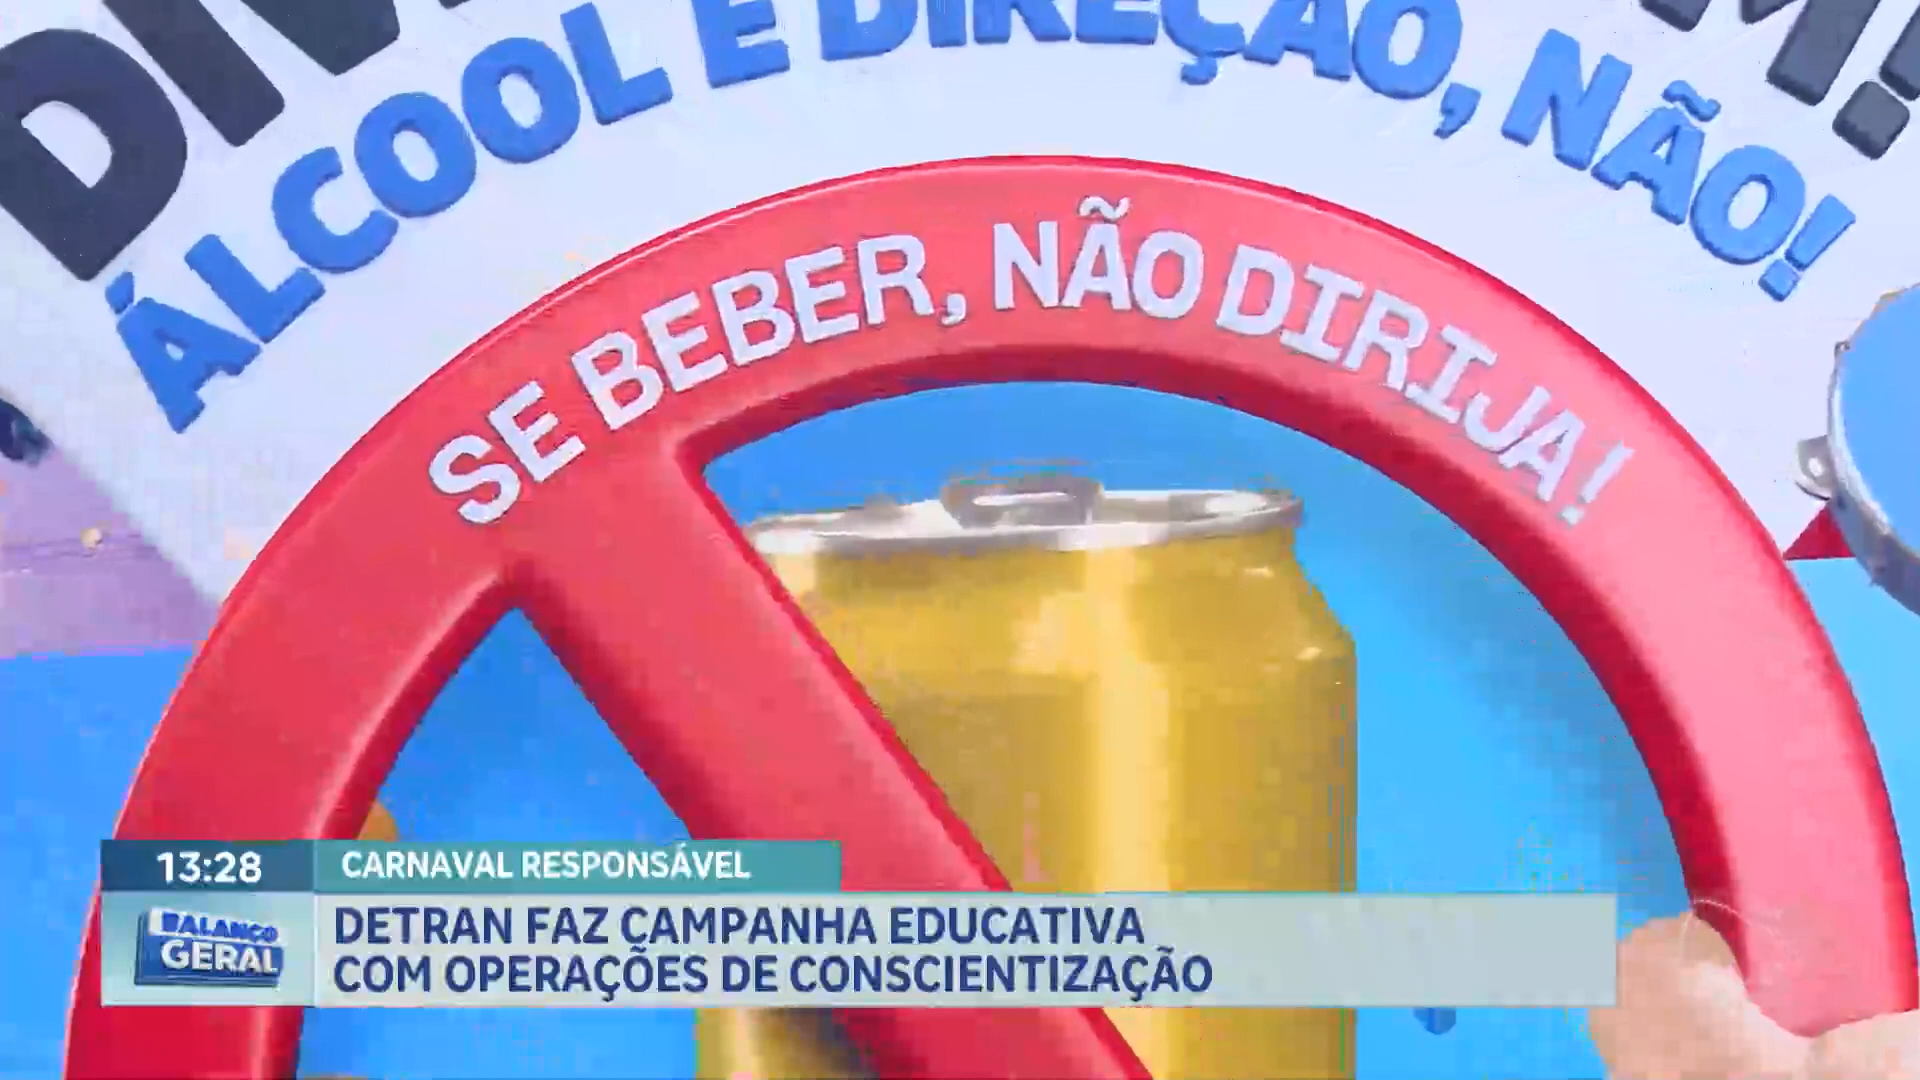 ÁLCOOL E DIREÇÃO, NÃO!
SE BEBER, NÃO DIRIJA!
13:28
CARNAVAL RESPONSÁVEL
BALANÇO
GERAL
DETRAN FAZ CAMPANHA EDUCATIVA
COM OPERAÇÕES DE CONSCIENTIZAÇÃO